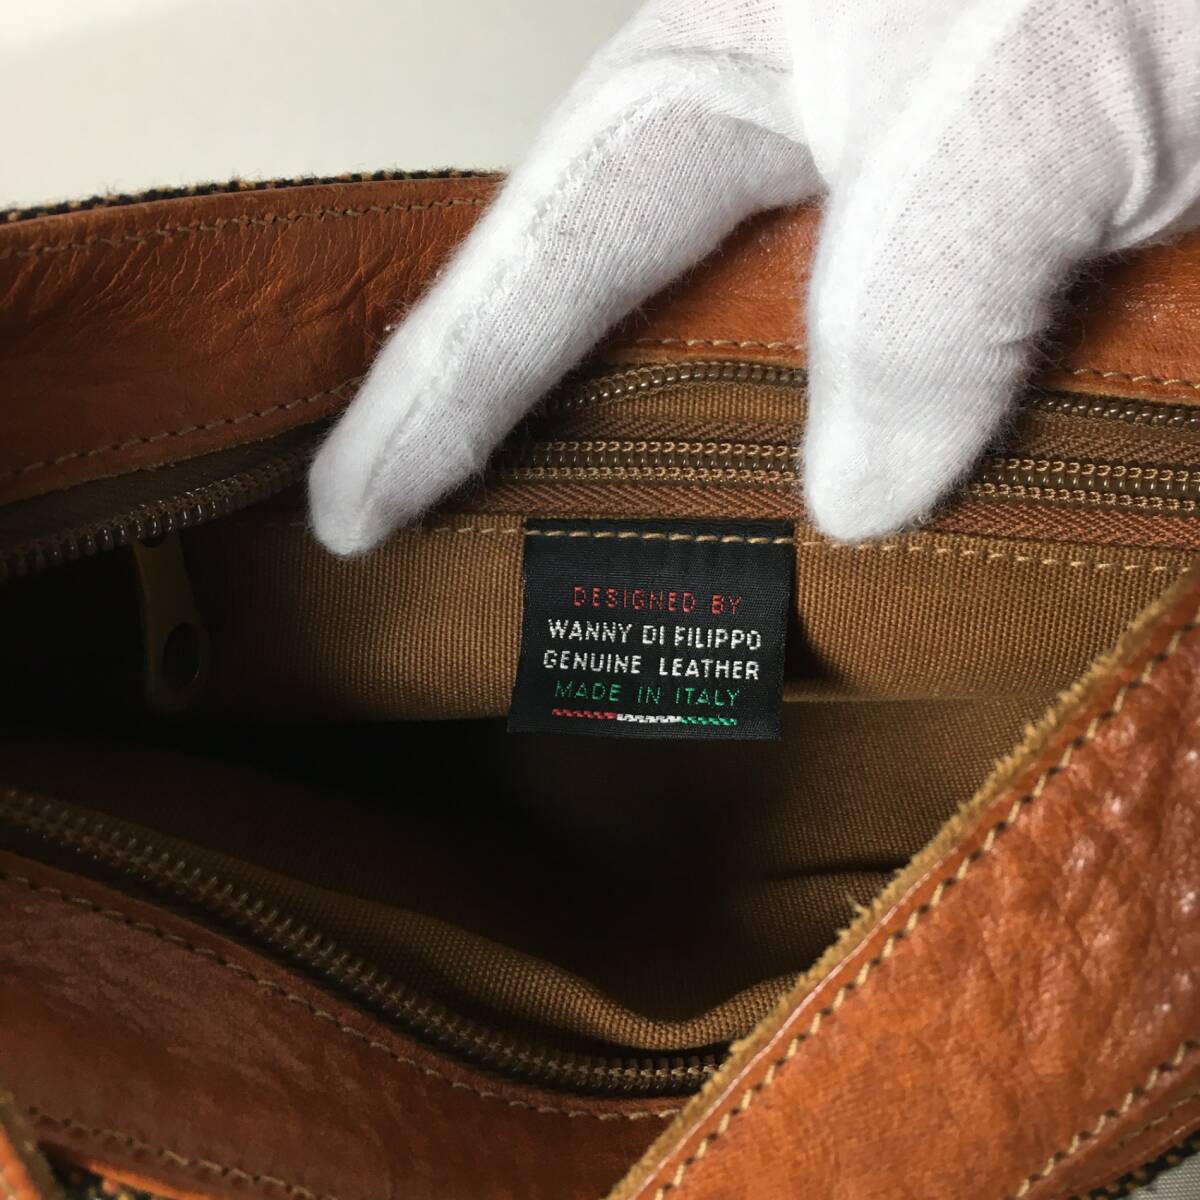 DESIGNED BY
WANNY DI FILIPPO
GENUINE LEATHER
MADE IN ITALY